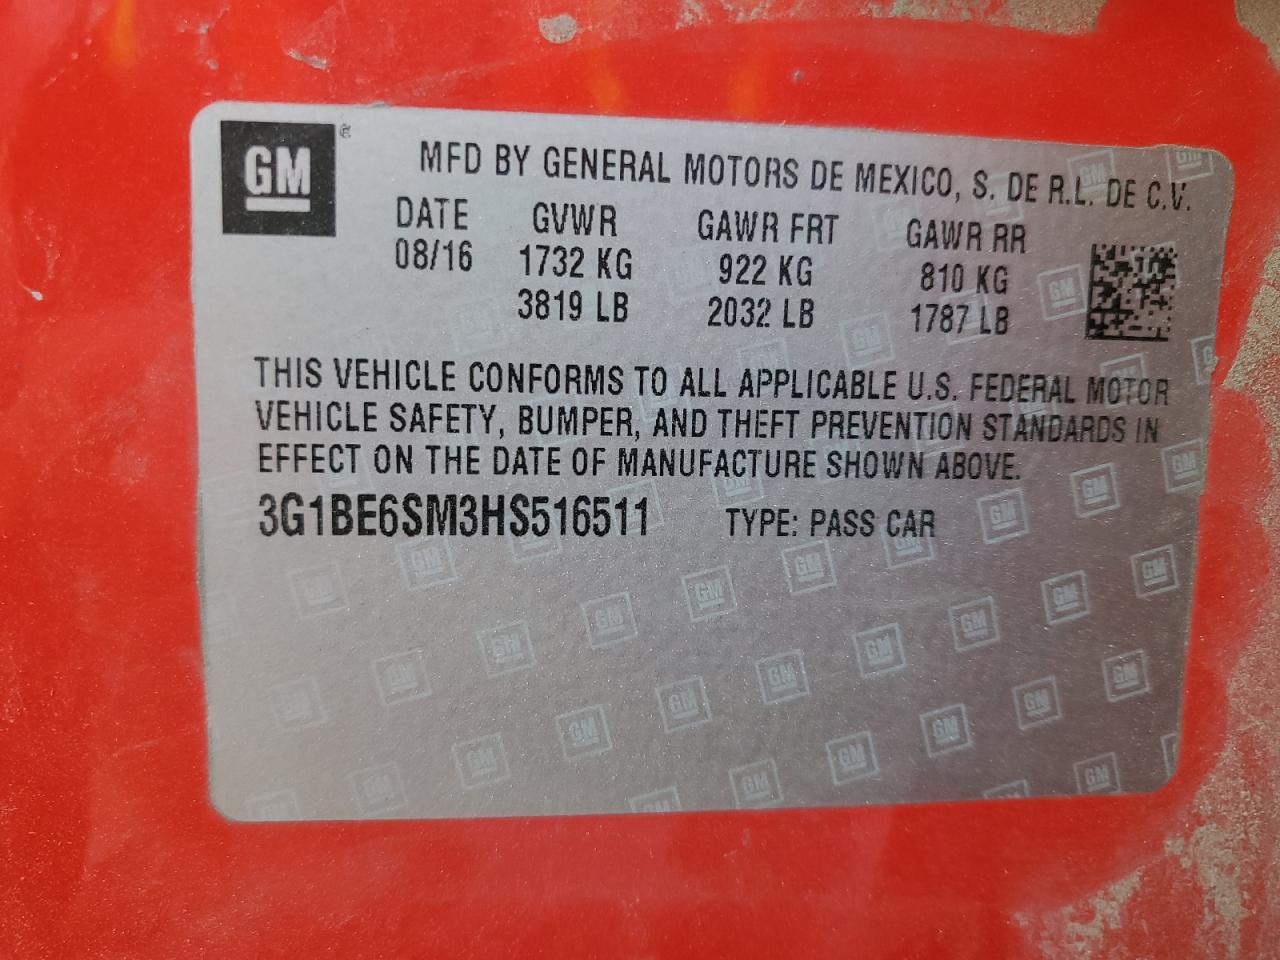 GM
MFD BY GENERAL MOTORS DE MEXICO, S. DE R.L. DE C.V.
DATE GVWR GAWR FRT GAWR RR
08/16 1732 KG 922 KG 810 KG
3819 LB 2032 LB 1787 LB
THIS VEHICLE CONFORMS TO ALL APPLICABLE U.S. FEDERAL MOTOR
VEHICLE SAFETY, BUMPER, AND THEFT PREVENTION STANDARDS IN
EFFECT ON THE DATE OF MANUFACTURE SHOWN ABOVE.
3G1BE6SM3HS516511 TYPE: PASS CAR